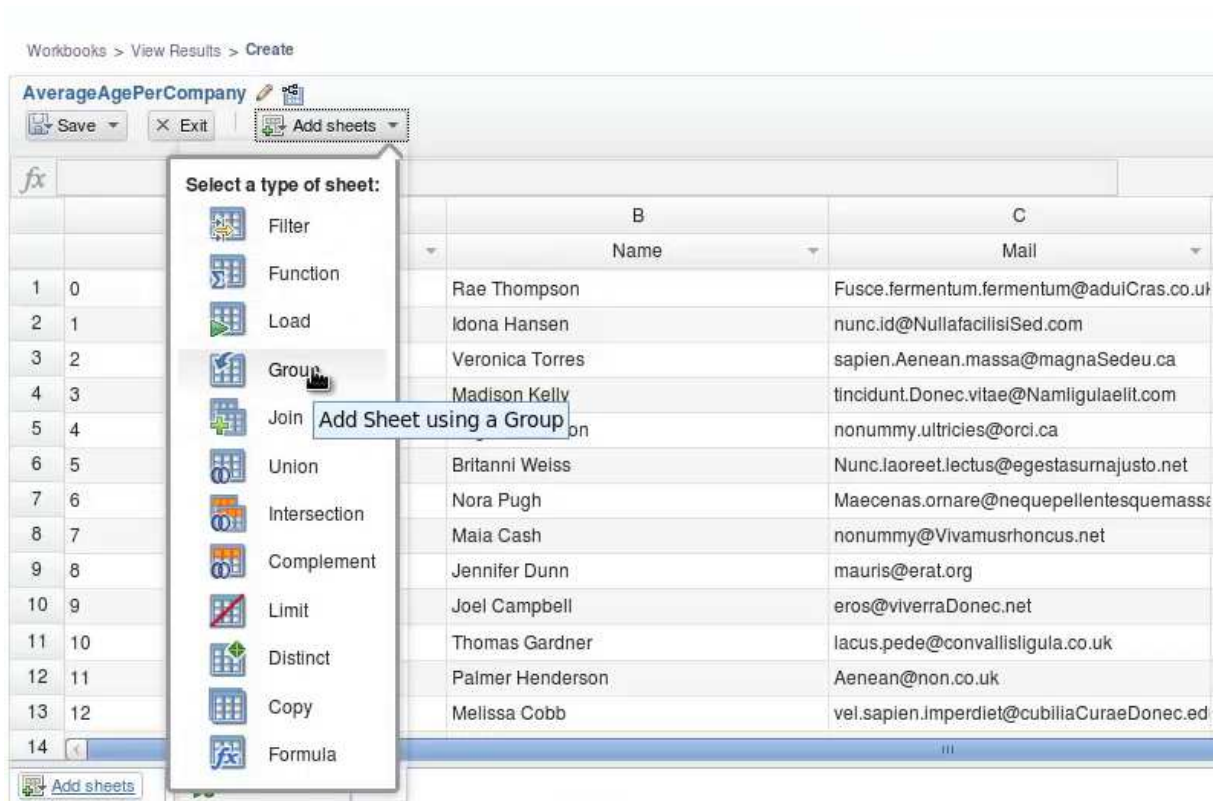 Workbooks > View Results > Create
AverageAgePerCompany
Save
Exit
Add sheets
fx
Select a type of sheet:
Filter
Function
Load
Group
Join
Union
Intersection
Complement
Limit
Distinct
Copy
Formula
Add Sheet using a Group
B C
Name Mail
1 0 Rae Thompson Fusce.fermentum.fermentum@aduiCras.co.uk
2 1 Idona Hansen nunc.id@NullafacilisiSed.com
3 2 Veronica Torres sapien.Aenean.massa@magnaSedeu.ca
4 3 Madison Kelly tincidunt.Donec.vitae@Namligulaelit.com
5 4 nonummy.ultricies@orci.ca
6 5 Britanni Weiss Nunc.laoreet.lectus@egestasurnajusto.net
7 6 Nora Pugh Maecenas.ornare@nequepellentesquemassa
8 7 Maia Cash nonummy@Vivamusrhoncus.net
9 8 Jennifer Dunn mauris@erat.org
10 9 Joel Campbell eros@viverraDonec.net
11 10 Thomas Gardner lacus.pede@convallisligula.co.uk
12 11 Palmer Henderson Aenean@non.co.uk
13 12 Melissa Cobb vel.sapien.imperdiet@cubiliaCuraeDonec.ed
14
Add sheets